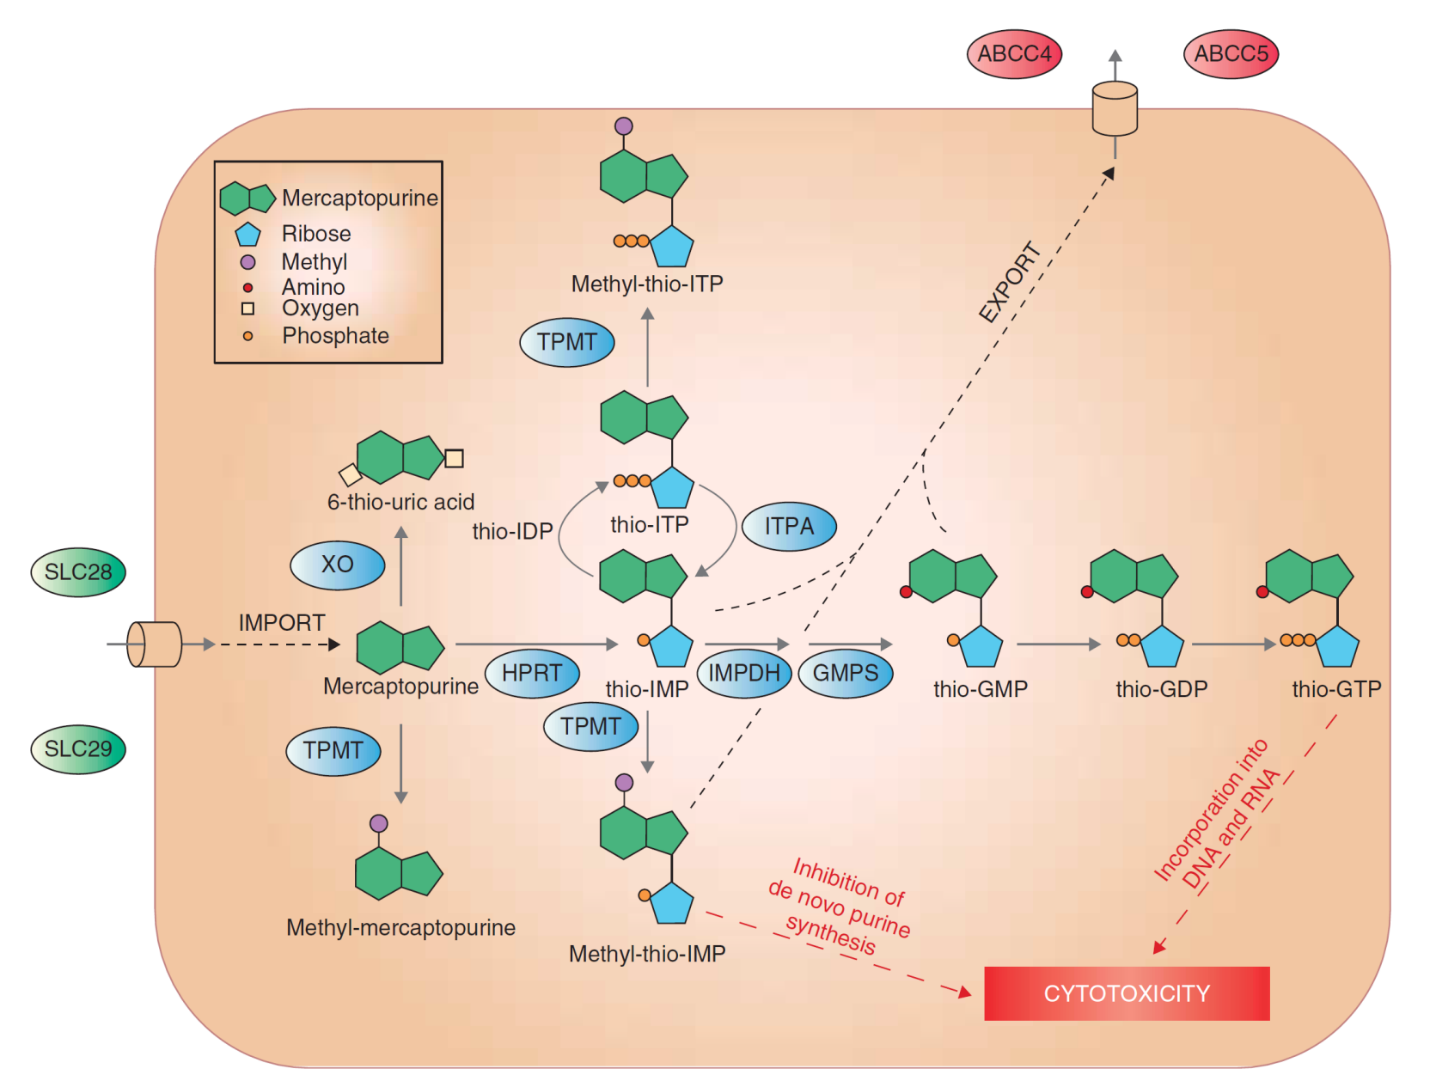 ABCC4
ABCC5
Mercaptopurine
Ribose
Methyl
Amino
Oxygen
Phosphate
Methyl-thio-ITP
EXPORT
TPMT
6-thio-uric acid
thio-IDP
thio-ITP
ITPA
XO
SLC28
IMPORT
HPRT
IMPDH
GMPS
Mercaptopurine
thio-IMP
thio-GMP
thio-GDP
thio-GTP
TPMT
TPMT
SLC29
Incorporation into
DNA and RNA
Inhibition of
de novo purine
synthesis
Methyl-mercaptopurine
Methyl-thio-IMP
CYTOTOXICITY